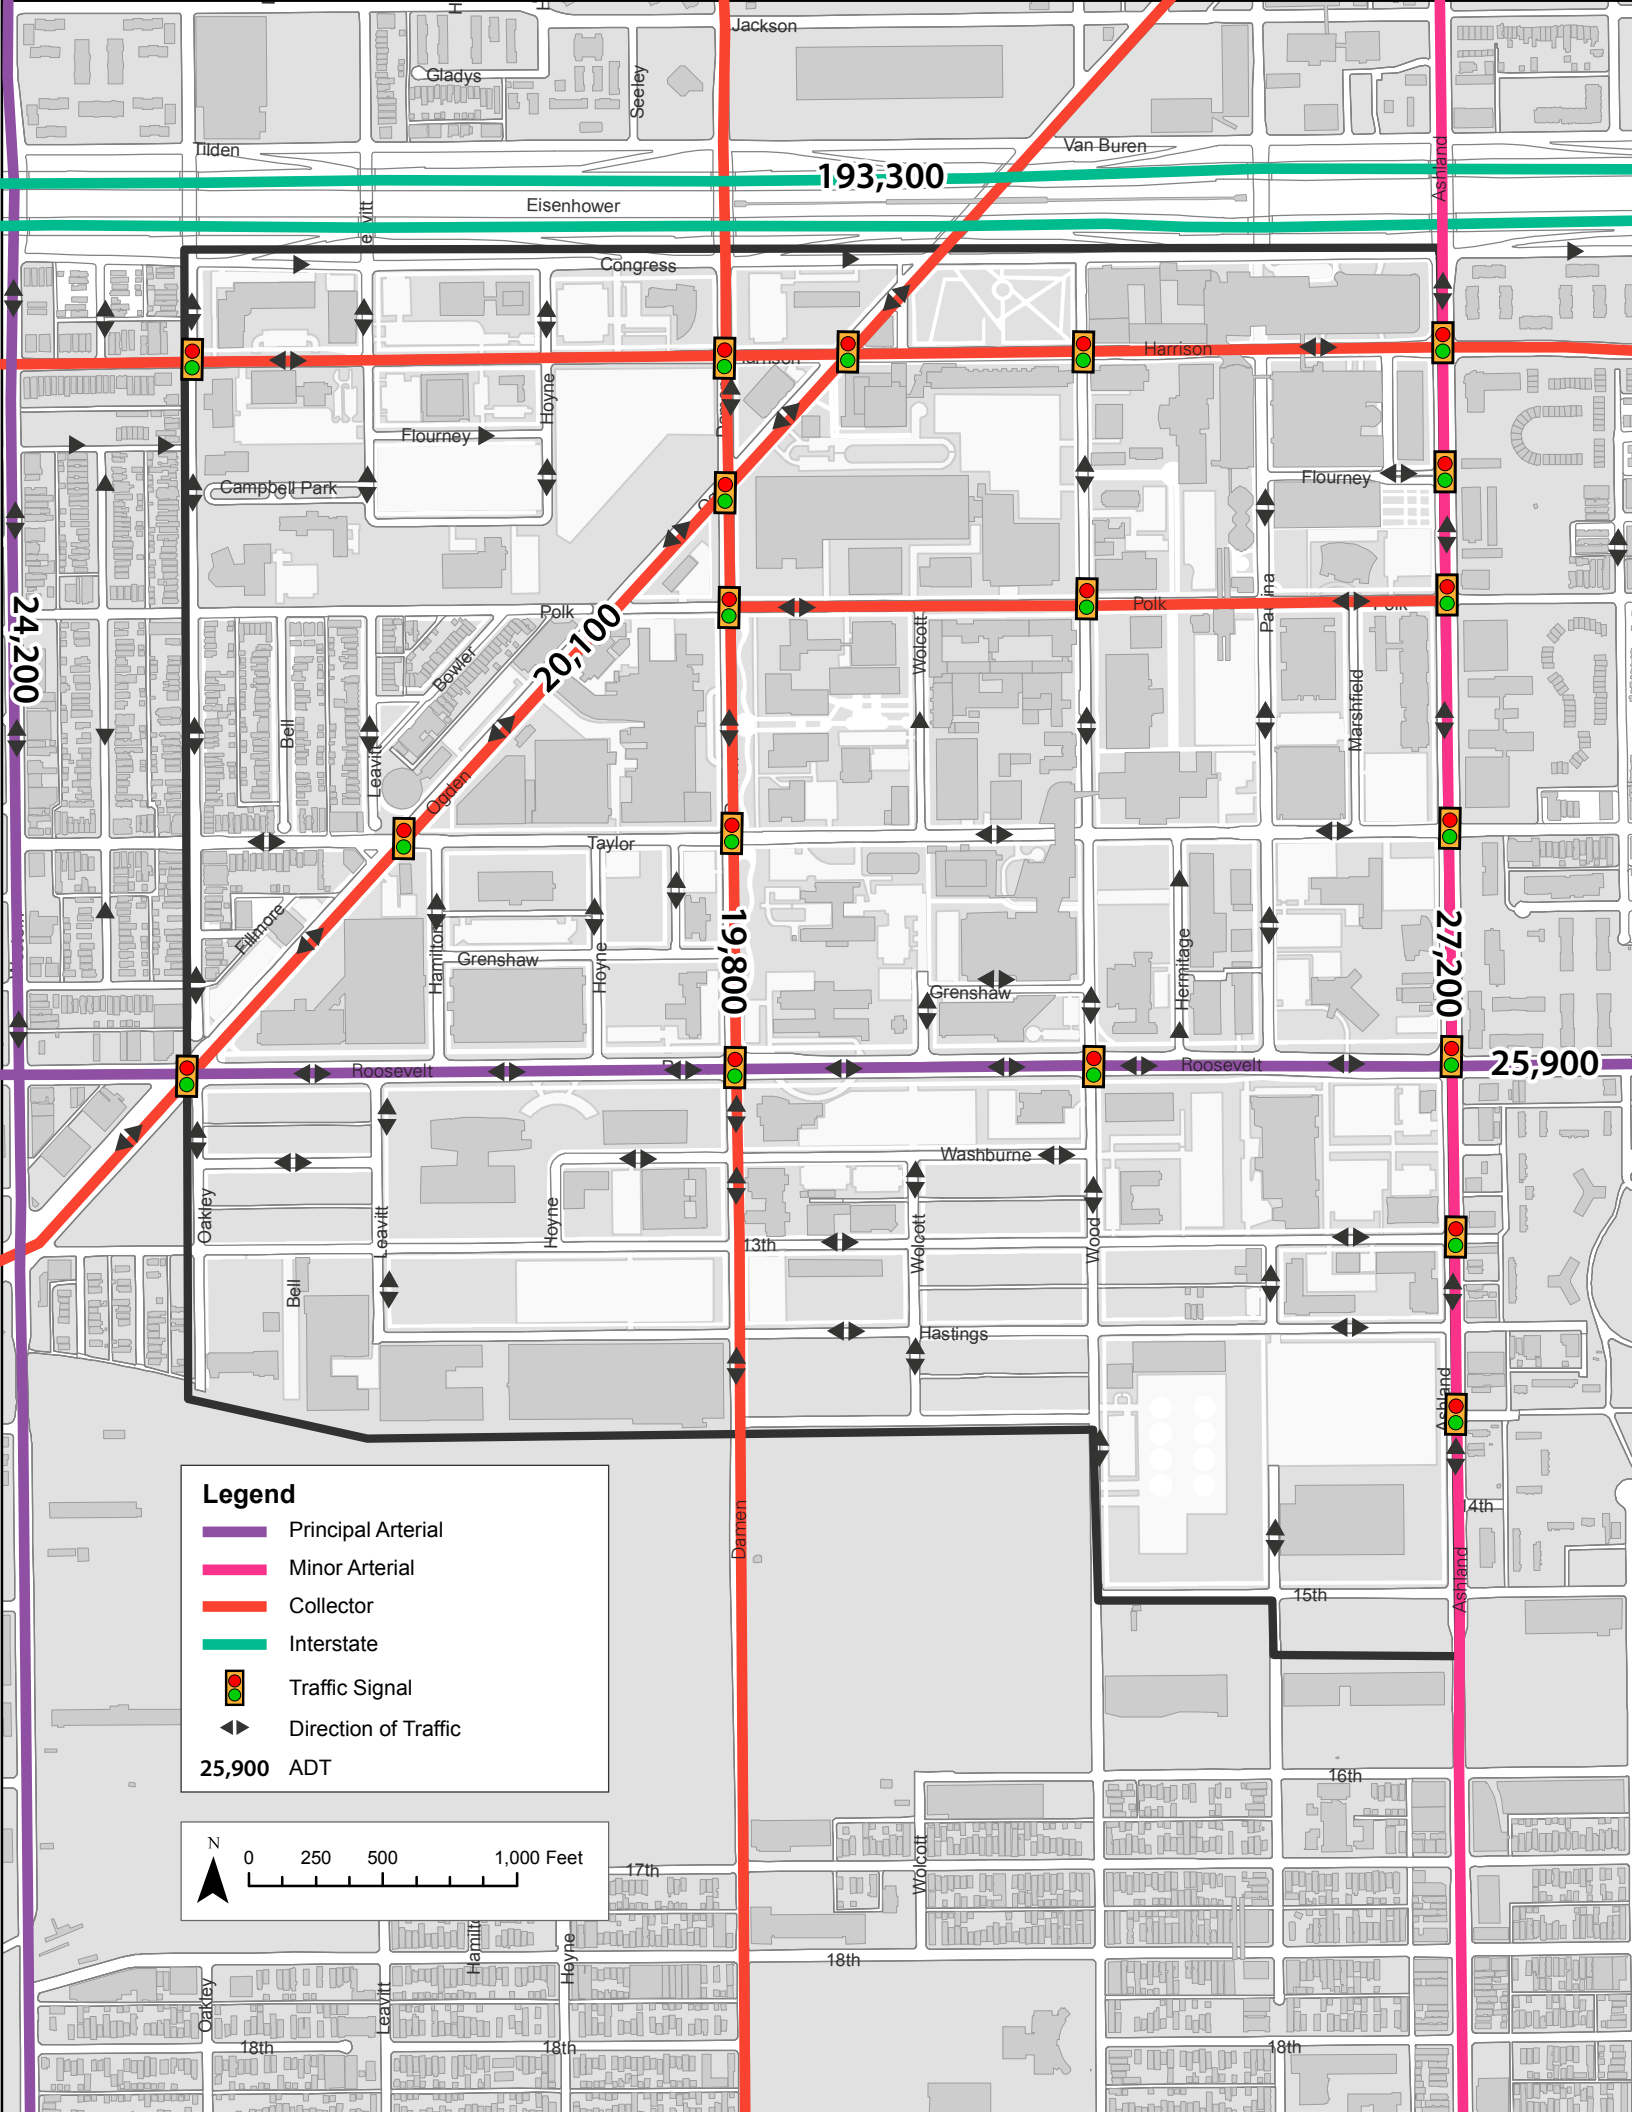 Jackson
Gladys
Seeley
Tilden
Van Buren
Ashland
193,300
Eisenhower
Congress
Harrison
Hoyne
Flourney
Campbell Park
Flourney
24,200
Polk
20,100
Polk
Wolcott
Bowler
Bell
Leavitt
Marshfield
Ogden
Taylor
Fillmore
Hamilton
Grenshaw
Hoyne
19,800
Grenshaw
Hermitage
27,200
Roosevelt
Roosevelt
25,900
Washburne
Oakley
Leavitt
Hoyne
13th
Wolcott
Wood
Bell
Hastings
Ashland
Legend
Principal Arterial
Minor Arterial
Collector
Interstate
Traffic Signal
Direction of Traffic
25,900 ADT
Damen
14th
Ashland
15th
16th
N
0 250 500 1,000 Feet
17th
Wolcott
Hoyne
18th
Oakley
Leavitt
18th
18th
18th